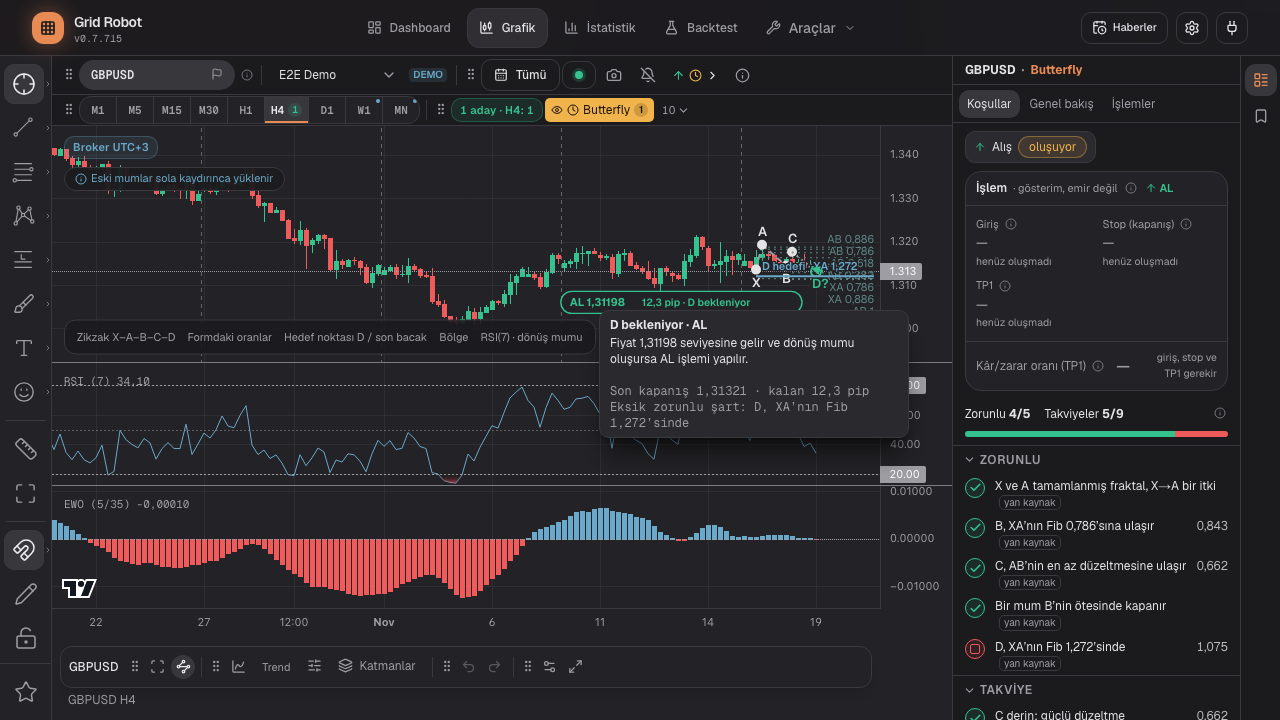 Grid Robot
v0.7.715
Dashboard
Grafik
İstatistik
Backtest
Araçlar
Haberler
GBPUSD
E2E Demo
DEMO
Tümü
M1
M5
M15
M30
H1
H4 1
D1
W1
MN
1 aday · H4: 1
Butterfly 1
10
Broker UTC+3
Eski mumlar sola kaydırınca yüklenir
1.340
1.330
1.320
1.313
1.310
A
C
X
B
D?
AB 0,886
AB 0,786
D hedefi · XA 1,272
XA 0,786
XA 0,886
AL 1,31198 12,3 pip · D bekleniyor
Zikzak X–A–B–C–D
Formdaki oranlar
Hedef noktası D / son bacak
Bölge
RSI(7) · dönüş mumu
D bekleniyor · AL
Fiyat 1,31198 seviyesine gelir ve dönüş mumu
oluşursa AL işlemi yapılır.
Son kapanış 1,31321 · kalan 12,3 pip
Eksik zorunlu şart: D, XA’nın Fib
1,272’sinde
RSI (7) 34,10
40.00
20.00
EWO (5/35) -0,00010
0.01000
0.00000
−0.01000
22
27
12:00
Nov
6
11
14
19
GBPUSD
Trend
Katmanlar
GBPUSD H4
GBPUSD · Butterfly
Koşullar
Genel bakış
İşlemler
Alış oluşuyor
İşlem · gösterim, emir değil AL
Giriş
—
henüz oluşmadı
Stop (kapanış)
—
henüz oluşmadı
TP1
—
henüz oluşmadı
Kâr/zarar oranı (TP1) —
giriş, stop ve
TP1 gerekir
Zorunlu 4/5 Takviyeler 5/9
ZORUNLU
X ve A tamamlanmış fraktal, X→A bir itki
yan kaynak
B, XA’nın Fib 0,786’sına ulaşır 0,843
yan kaynak
C, AB’nin en az düzeltmesine ulaşır 0,662
yan kaynak
Bir mum B’nin ötesinde kapanır
yan kaynak
D, XA’nın Fib 1,272’sinde 1,075
yan kaynak
TAKVİYE
C derin: güçlü düzeltme 0,662